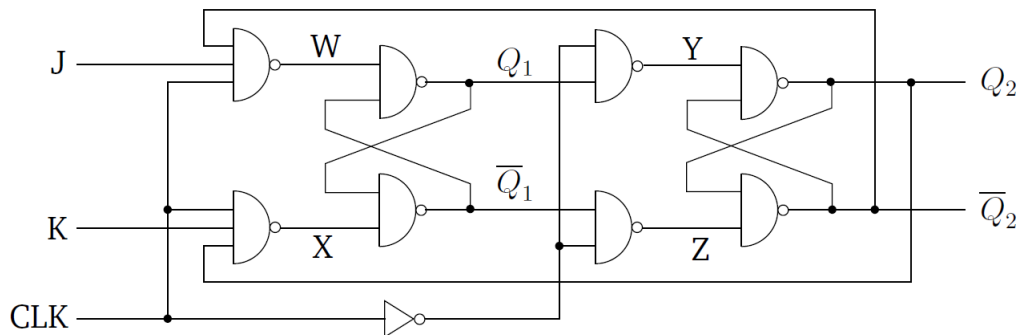 W Q₁ Y
J Q₂
Q̅₁ Q̅₂
K X Z
CLK